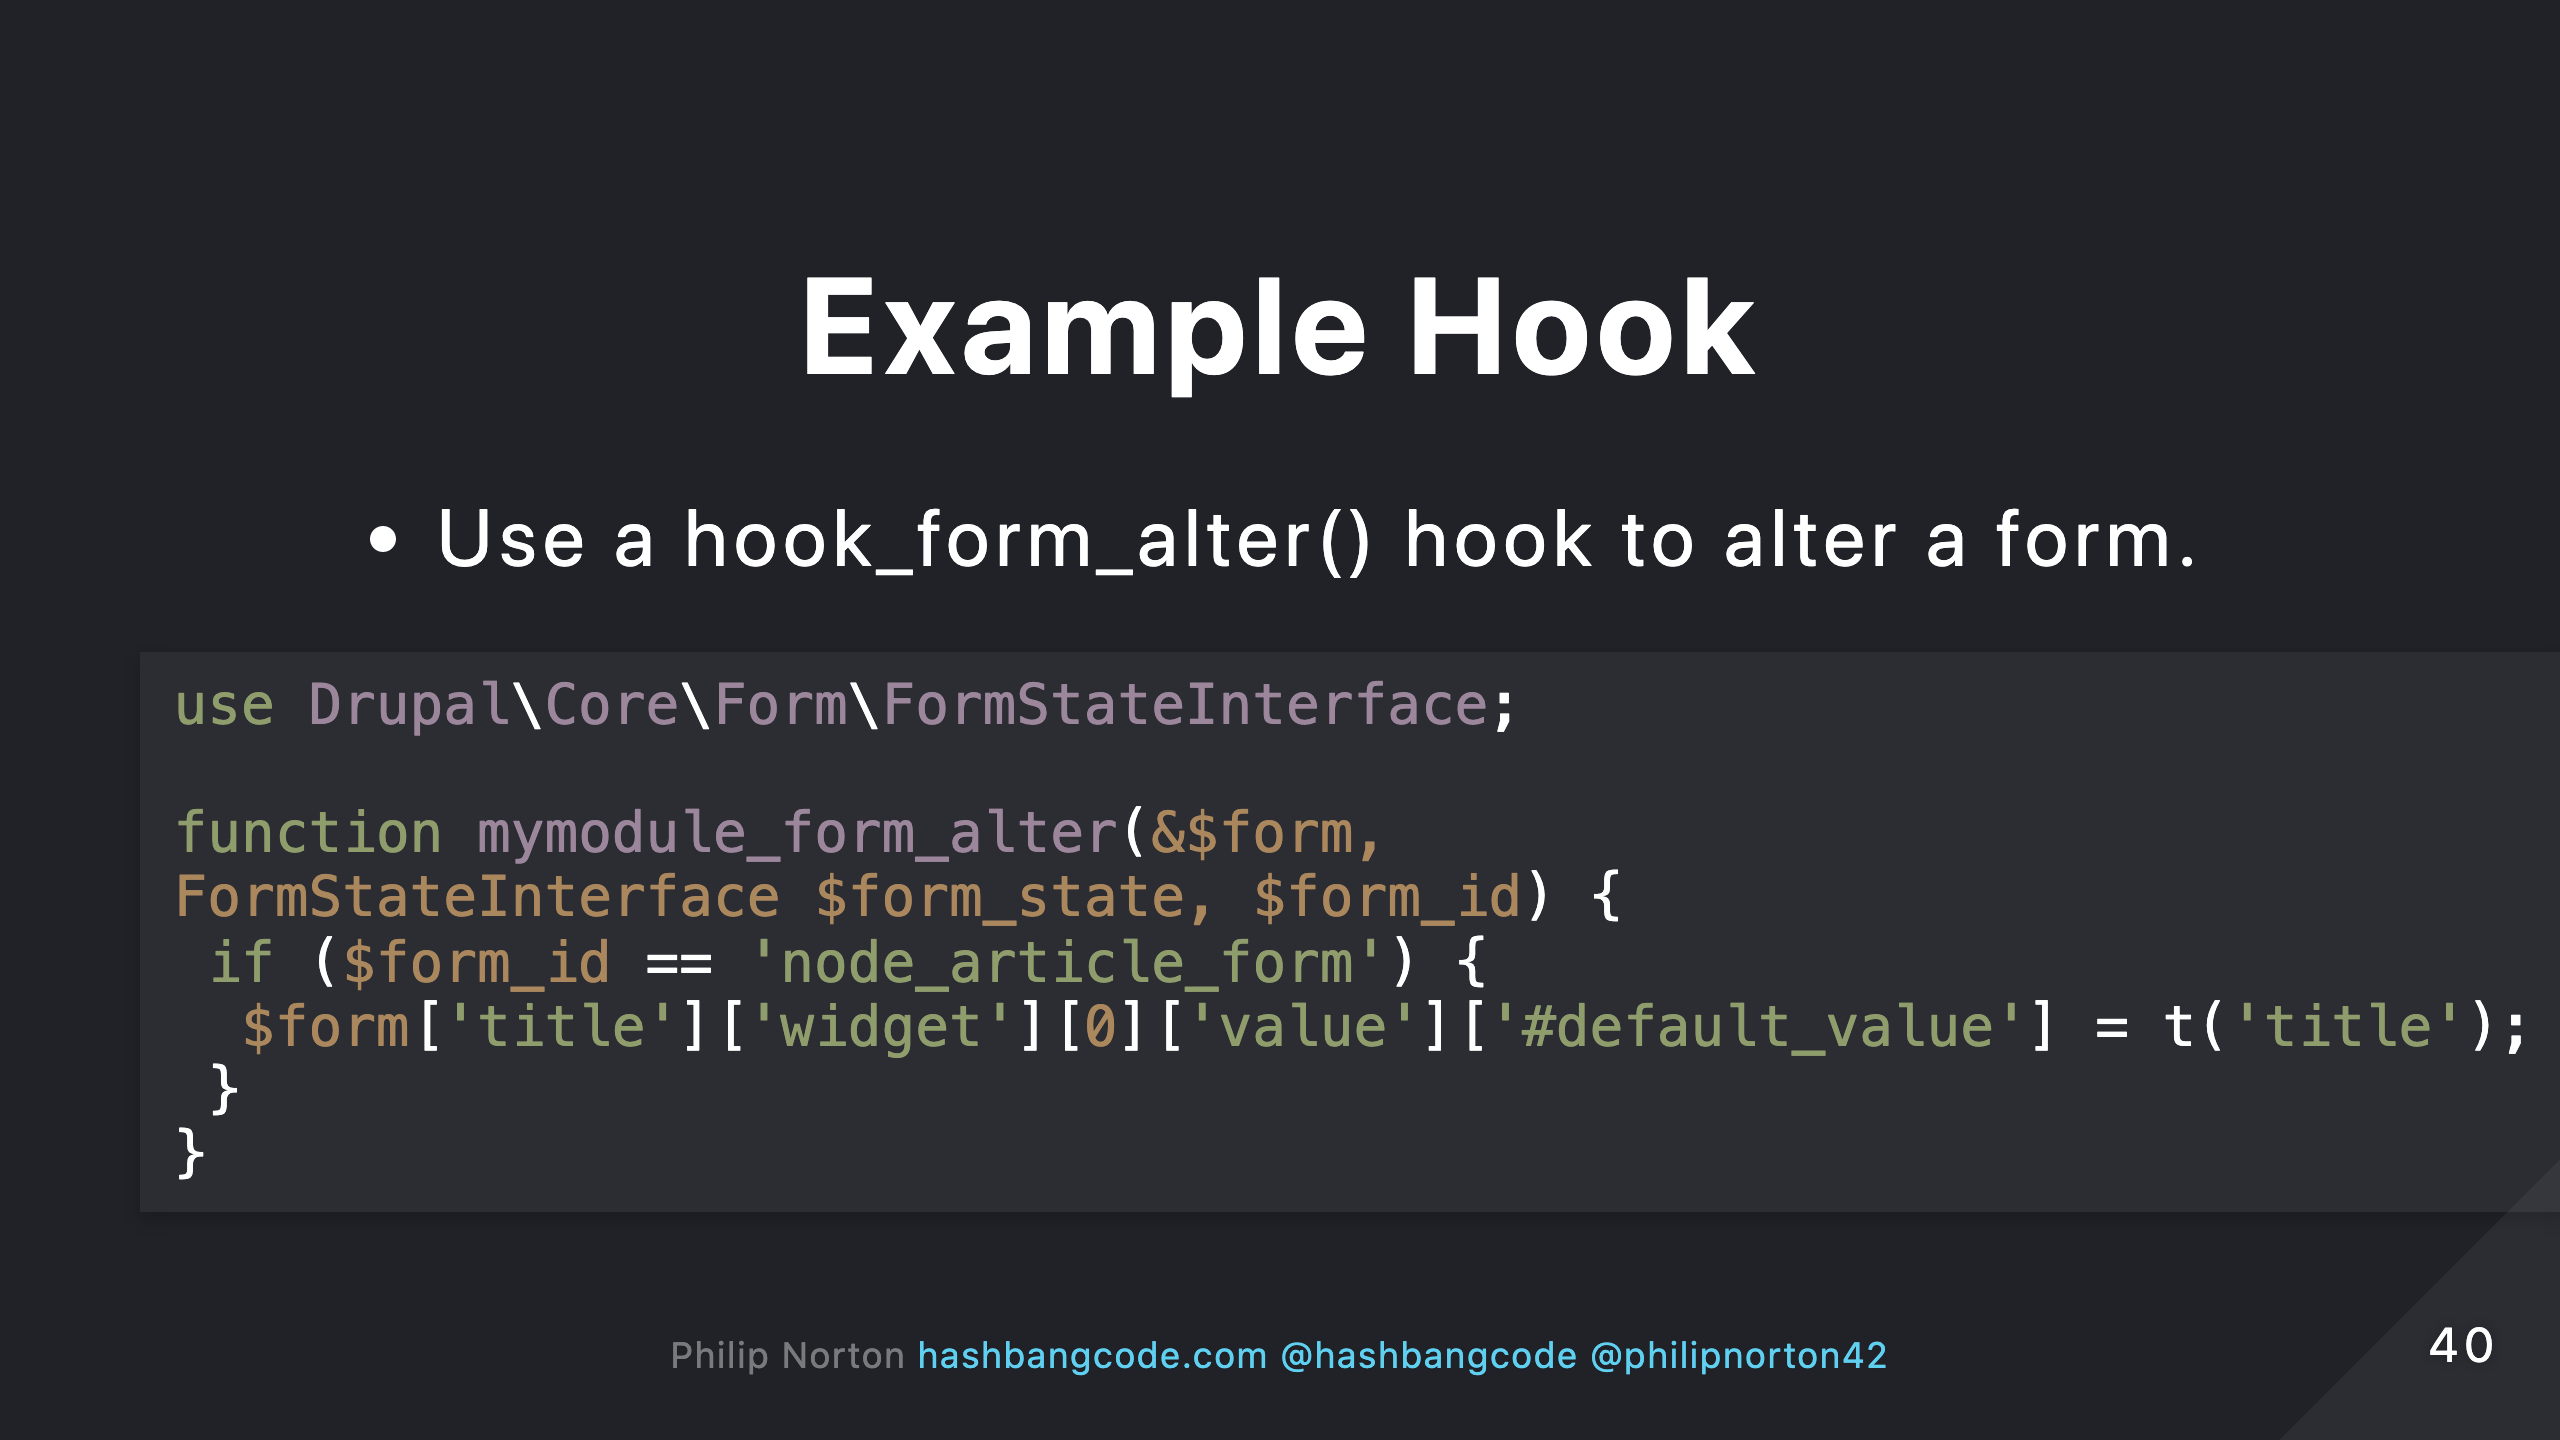 Example Hook
• Use a hook_form_alter() hook to alter a form.
use Drupal\Core\Form\FormStateInterface;
function mymodule_form_alter(&$form,
FormStateInterface $form_state, $form_id) {
 if ($form_id == 'node_article_form') {
  $form['title']['widget'][0]['value']['#default_value'] = t('title');
 }
}
Philip Norton hashbangcode.com @hashbangcode @philipnorton42
40